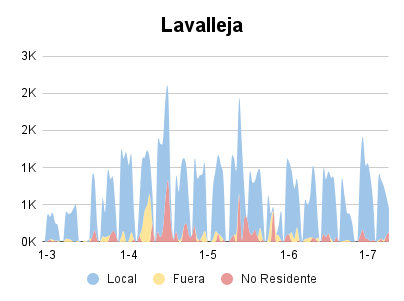 Lavalleja
3K
2K
2K
1K
1K
0K
1-3 1-4 1-5 1-6 1-7
Local Fuera No Residente